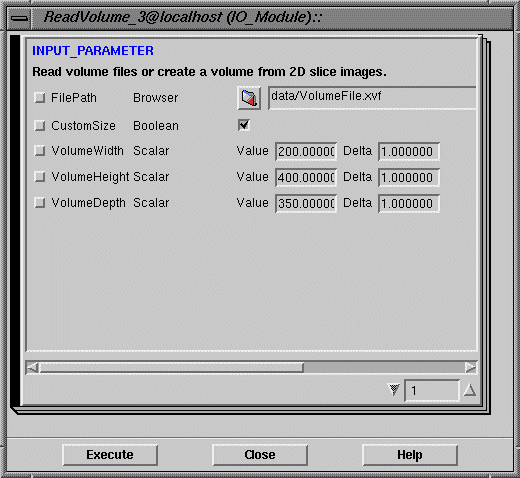 ReadVolume_3@localhost (IO_Module)::
INPUT_PARAMETER
Read volume files or create a volume from 2D slice images.
FilePath Browser data/VolumeFile.xvf
CustomSize Boolean
VolumeWidth Scalar Value 200.00000 Delta 1.000000
VolumeHeight Scalar Value 400.00000 Delta 1.000000
VolumeDepth Scalar Value 350.00000 Delta 1.000000
1
Execute Close Help